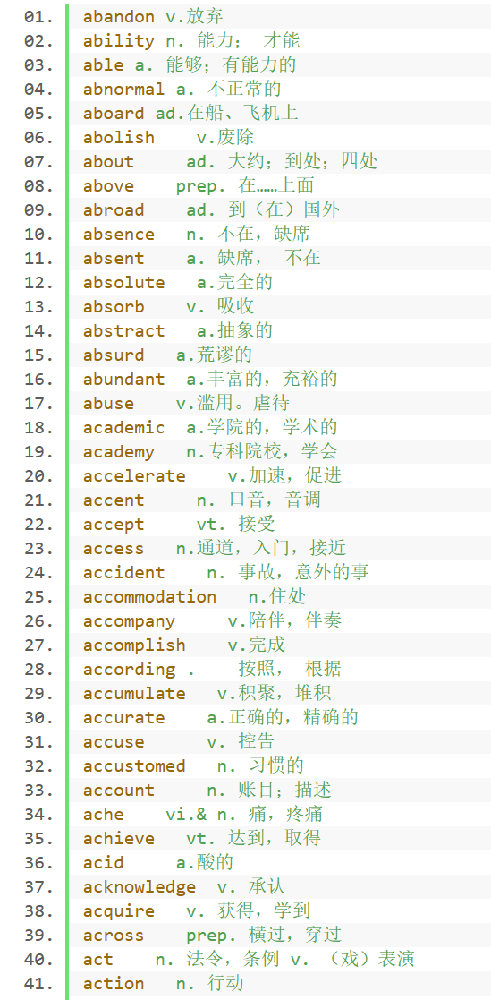 01. abandon v.放弃
02. ability n. 能力； 才能
03. able a. 能够；有能力的
04. abnormal a. 不正常的
05. aboard ad.在船、飞机上
06. abolish    v.废除
07. about     ad. 大约；到处；四处
08. above    prep. 在……上面
09. abroad    ad. 到（在）国外
10. absence   n. 不在，缺席
11. absent    a. 缺席， 不在
12. absolute   a.完全的
13. absorb    v. 吸收
14. abstract   a.抽象的
15. absurd   a.荒谬的
16. abundant  a.丰富的，充裕的
17. abuse    v.滥用。虐待
18. academic  a.学院的，学术的
19. academy   n.专科院校，学会
20. accelerate    v.加速，促进
21. accent     n. 口音，音调
22. accept     vt. 接受
23. access   n.通道，入门，接近
24. accident    n. 事故，意外的事
25. accommodation   n.住处
26. accompany     v.陪伴，伴奏
27. accomplish    v.完成
28. according .    按照， 根据
29. accumulate   v.积聚，堆积
30. accurate    a.正确的，精确的
31. accuse      v. 控告
32. accustomed   n. 习惯的
33. account     n. 账目；描述
34. ache    vi.& n. 痛，疼痛
35. achieve   vt. 达到，取得
36. acid     a.酸的
37. acknowledge  v. 承认
38. acquire   v. 获得，学到
39. across    prep. 横过，穿过
40. act    n. 法令，条例 v. （戏）表演
41. action   n. 行动